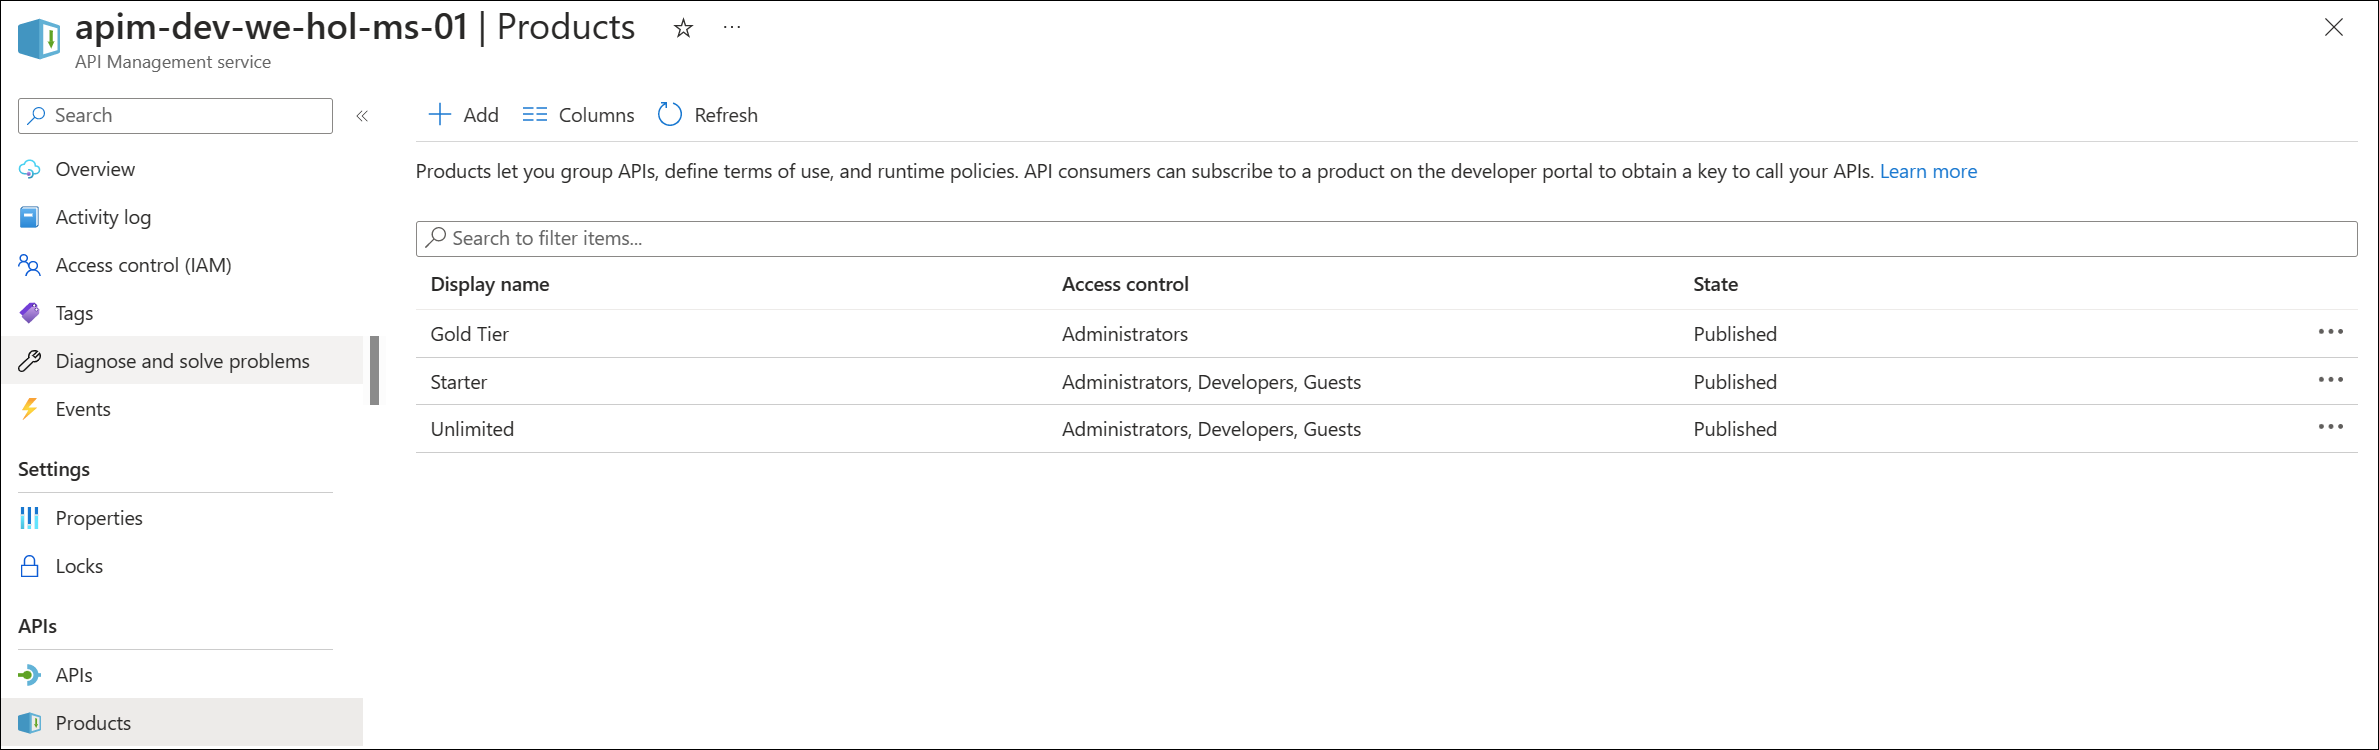 apim-dev-we-hol-ms-01 | Products
API Management service
Search
Overview
Activity log
Access control (IAM)
Tags
Diagnose and solve problems
Events
Settings
Properties
Locks
APIs
APIs
Products
Add Columns Refresh
Products let you group APIs, define terms of use, and runtime policies. API consumers can subscribe to a product on the developer portal to obtain a key to call your APIs. Learn more
Search to filter items...
Display name Access control State
Gold Tier Administrators Published
Starter Administrators, Developers, Guests Published
Unlimited Administrators, Developers, Guests Published